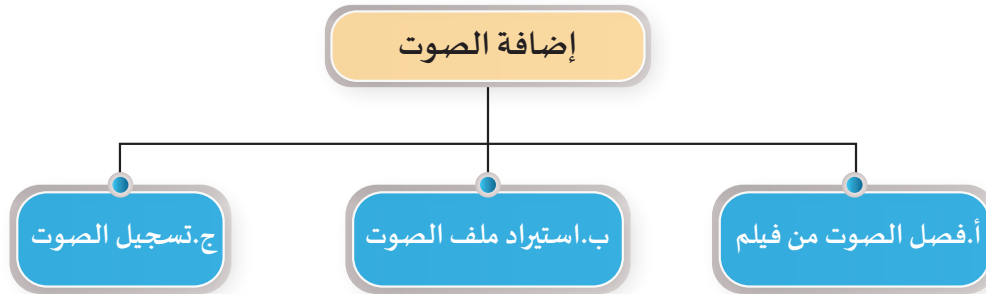 إضافة الصوت
أ.فصل الصوت من فيلم
ب.استيراد ملف الصوت
ج.تسجيل الصوت